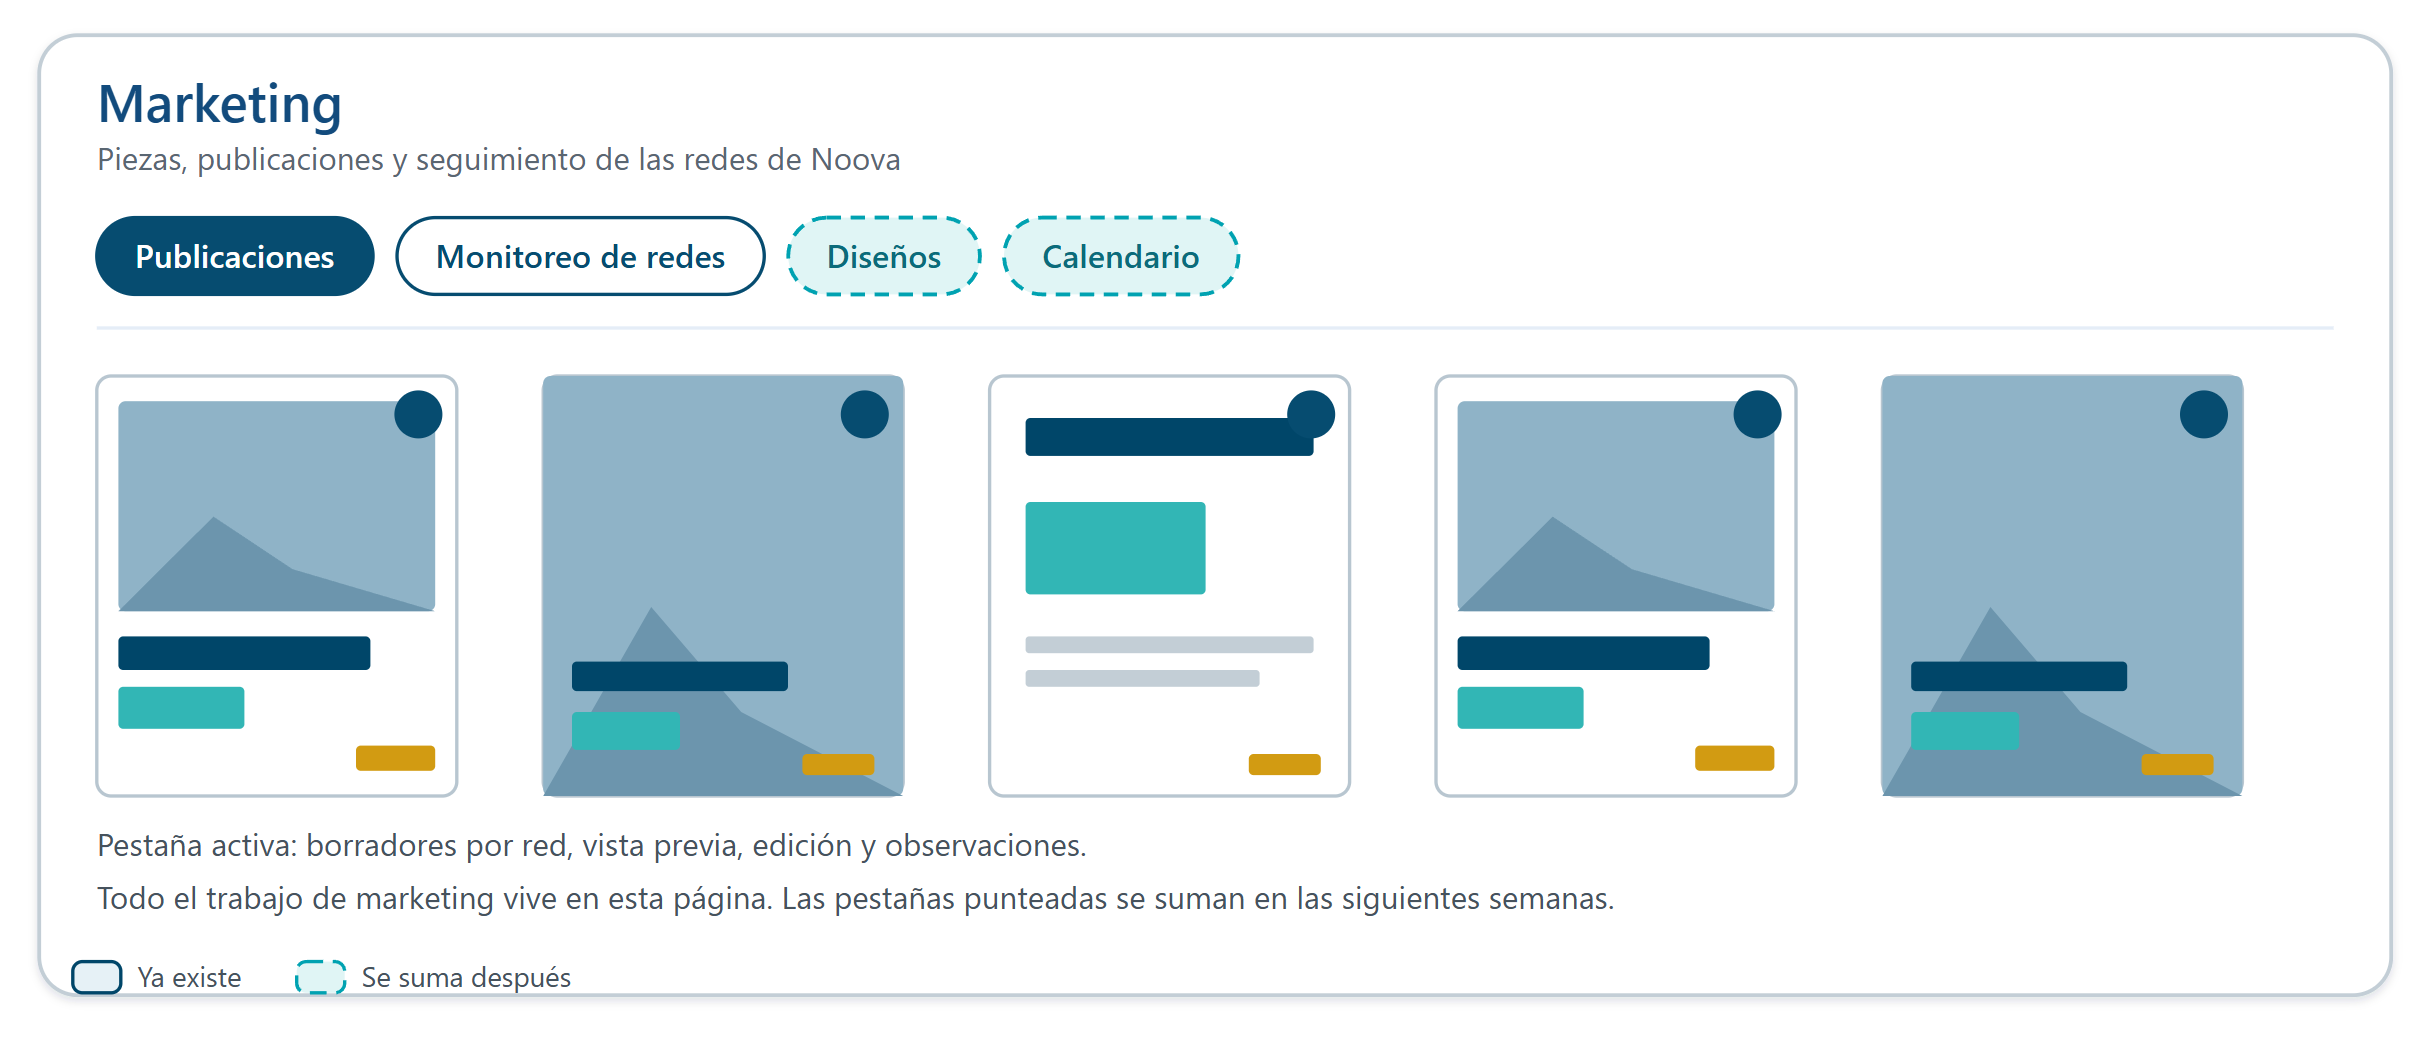 Marketing
Piezas, publicaciones y seguimiento de las redes de Noova
Publicaciones
Monitoreo de redes
Diseños
Calendario
Pestaña activa: borradores por red, vista previa, edición y observaciones.
Todo el trabajo de marketing vive en esta página. Las pestañas punteadas se suman en las siguientes semanas.
Ya existe
Se suma después